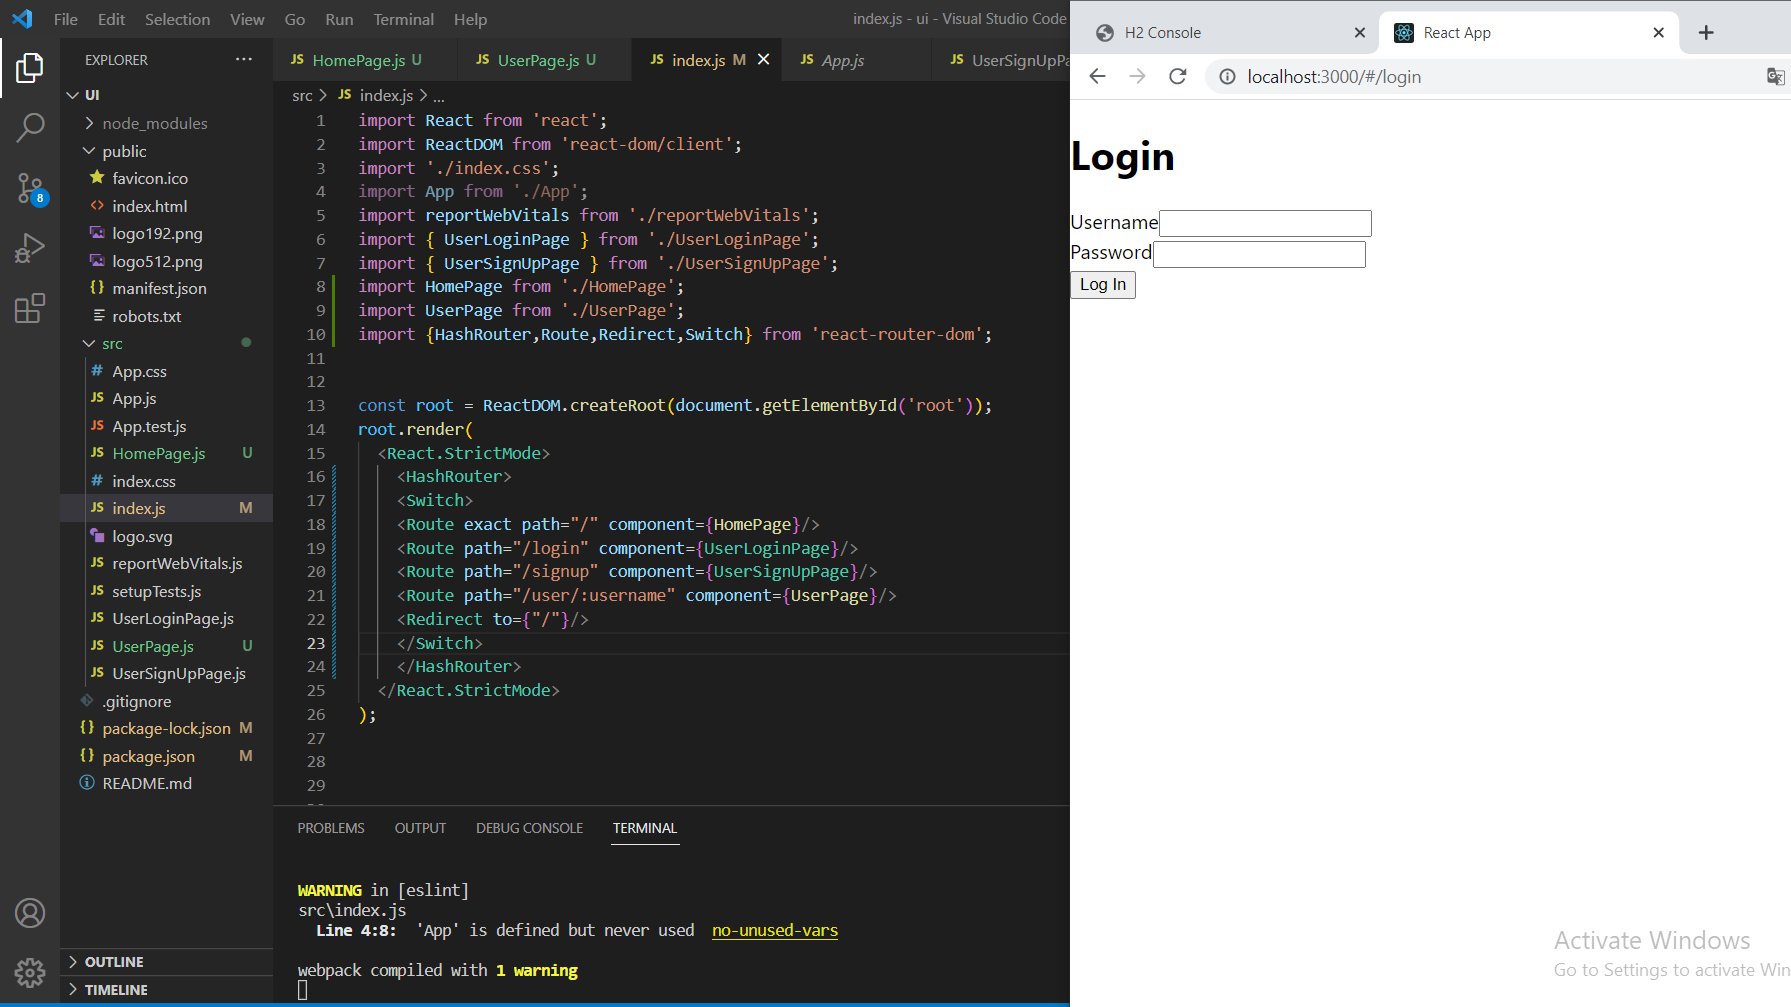 File Edit Selection View Go Run Terminal Help
index.js - ui - Visual Studio Code
EXPLORER ...
UI
node_modules
public
favicon.ico
index.html
logo192.png
logo512.png
manifest.json
robots.txt
src
App.css
App.js
App.test.js
HomePage.js U
index.css
index.js M
logo.svg
reportWebVitals.js
setupTests.js
UserLoginPage.js
UserPage.js U
UserSignUpPage.js
.gitignore
package-lock.json M
package.json M
README.md
OUTLINE
TIMELINE
8
JS HomePage.js U JS UserPage.js U JS index.js M JS App.js JS UserSignUpPa
src > JS index.js > ...
1 import React from 'react';
2 import ReactDOM from 'react-dom/client';
3 import './index.css';
4 import App from './App';
5 import reportWebVitals from './reportWebVitals';
6 import { UserLoginPage } from './UserLoginPage';
7 import { UserSignUpPage } from './UserSignUpPage';
8 import HomePage from './HomePage';
9 import UserPage from './UserPage';
10 import {HashRouter,Route,Redirect,Switch} from 'react-router-dom';
11
12
13 const root = ReactDOM.createRoot(document.getElementById('root'));
14 root.render(
15 <React.StrictMode>
16 <HashRouter>
17 <Switch>
18 <Route exact path="/" component={HomePage}/>
19 <Route path="/login" component={UserLoginPage}/>
20 <Route path="/signup" component={UserSignUpPage}/>
21 <Route path="/user/:username" component={UserPage}/>
22 <Redirect to={"/"}/>
23 </Switch>
24 </HashRouter>
25 </React.StrictMode>
26 );
27
28
29
PROBLEMS OUTPUT DEBUG CONSOLE TERMINAL
WARNING in [eslint]
src\index.js
Line 4:8: 'App' is defined but never used no-unused-vars
webpack compiled with 1 warning
H2 Console
React App
localhost:3000/#/login
Login
Username
Password
Log In
Activate Windows
Go to Settings to activate Win